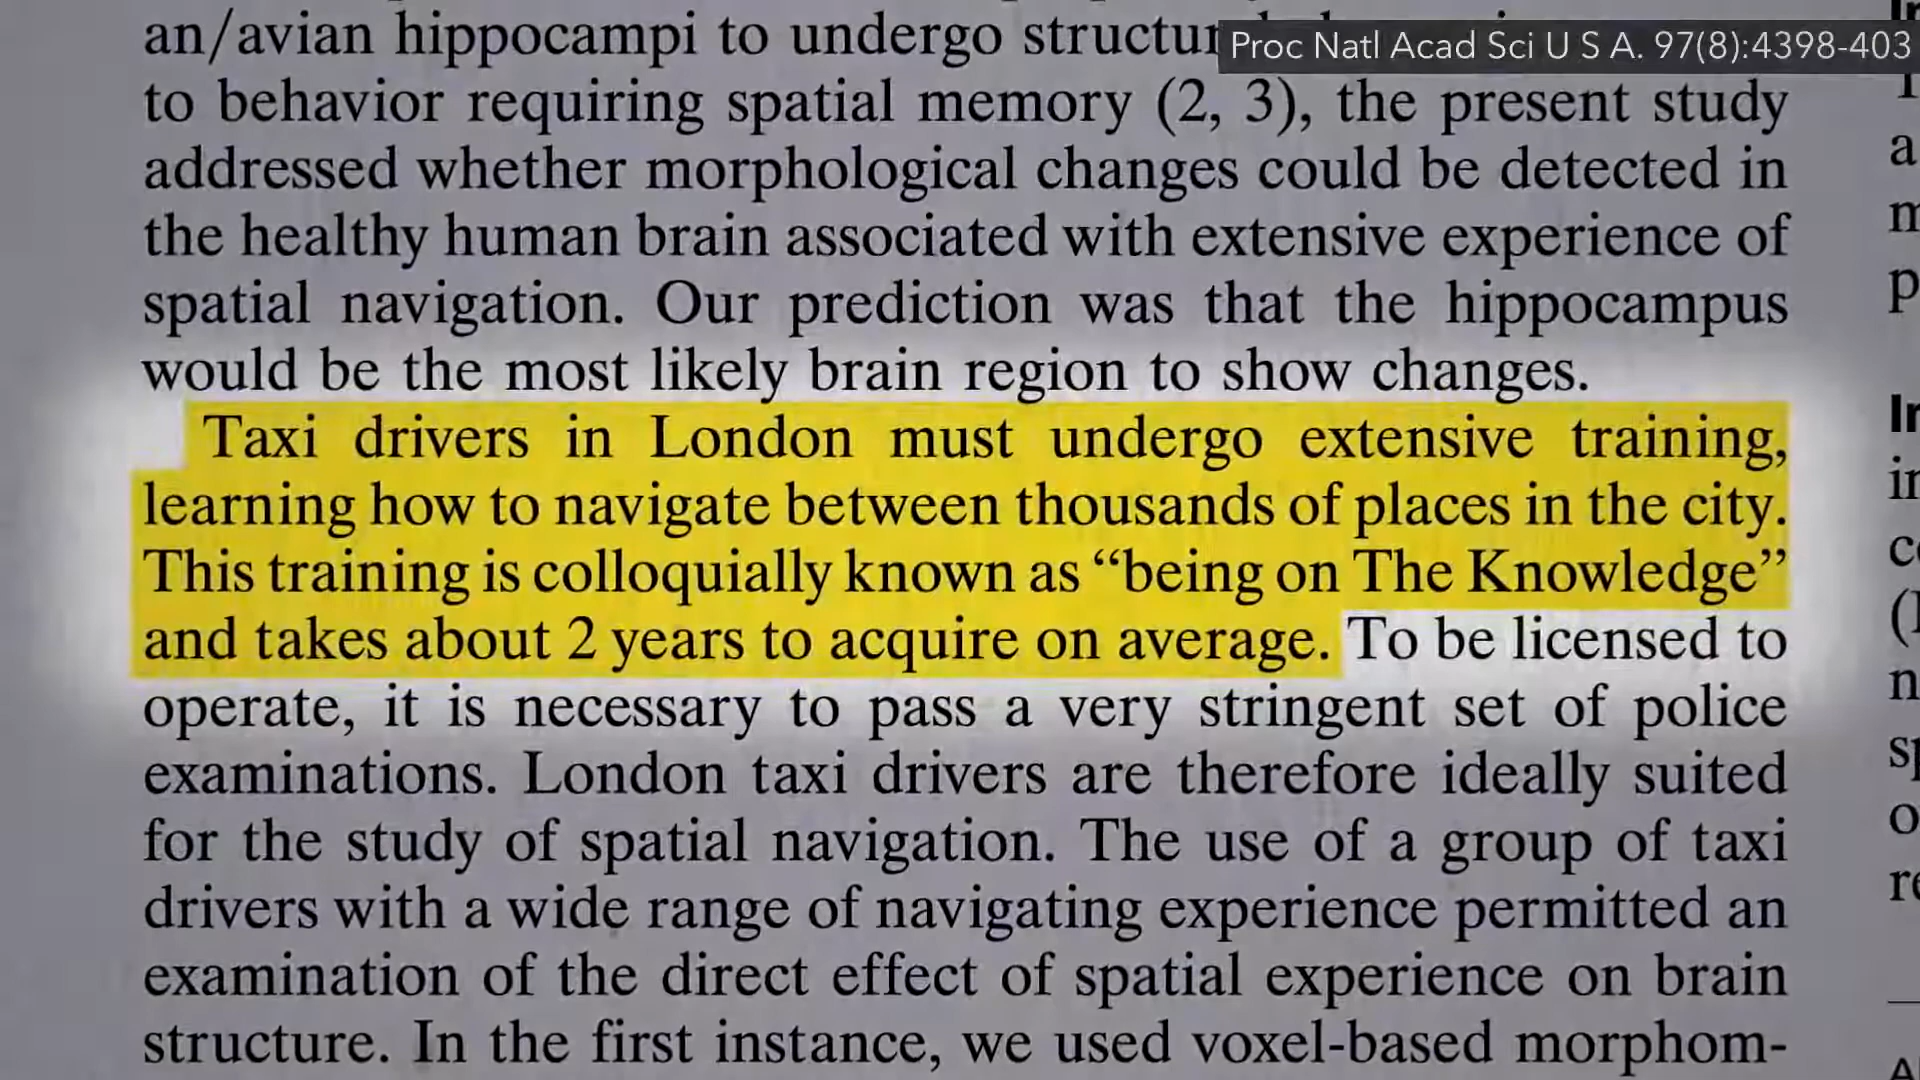 an/avian hippocampi to undergo
Proc Natl Acad Sci U S A. 97(8):4398-403
to behavior requiring spatial memory (2, 3), the present study
addressed whether morphological changes could be detected in
the healthy human brain associated with extensive experience of
spatial navigation. Our prediction was that the hippocampus
would be the most likely brain region to show changes.
Taxi drivers in London must undergo extensive training,
learning how to navigate between thousands of places in the city.
This training is colloquially known as “being on The Knowledge”
and takes about 2 years to acquire on average. To be licensed to
operate, it is necessary to pass a very stringent set of police
examinations. London taxi drivers are therefore ideally suited
for the study of spatial navigation. The use of a group of taxi
drivers with a wide range of navigating experience permitted an
examination of the direct effect of spatial experience on brain
structure. In the first instance, we used voxel-based morphom-